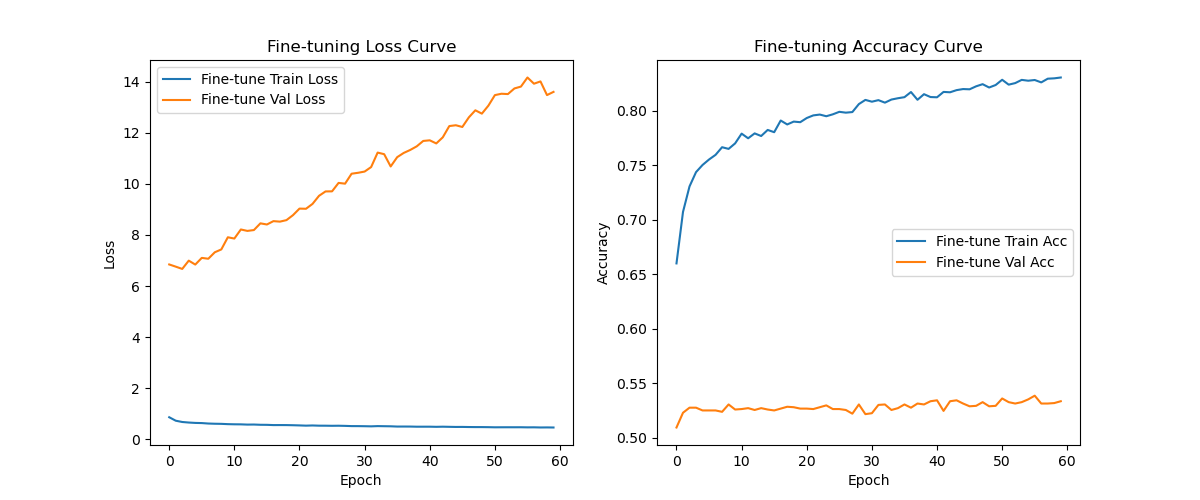 Fine-tuning Loss Curve
Fine-tune Train Loss
Fine-tune Val Loss
14
12
10
8
6
4
2
0
Loss
0 10 20 30 40 50 60
Epoch
Fine-tuning Accuracy Curve
Fine-tune Train Acc
Fine-tune Val Acc
0.80
0.75
0.70
0.65
0.60
0.55
0.50
Accuracy
0 10 20 30 40 50 60
Epoch